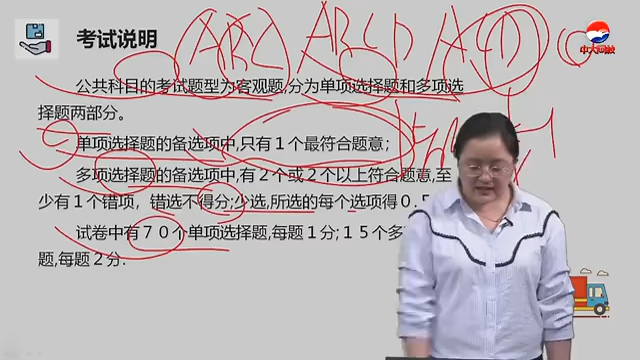 考试说明
ABC ABCD A CD C
中大网校
公共科目的考试题型为客观题,分为单项选择题和多项选
择题两部分。
单项选择题的备选项中,只有1个最符合题意;
多项选择题的备选项中,有2个或2个以上符合题意,至
少有1个错项，错选不得分;少选,所选的每个选项得0.5
试卷中有70个单项选择题,每题1分;15个多
题,每题2分.